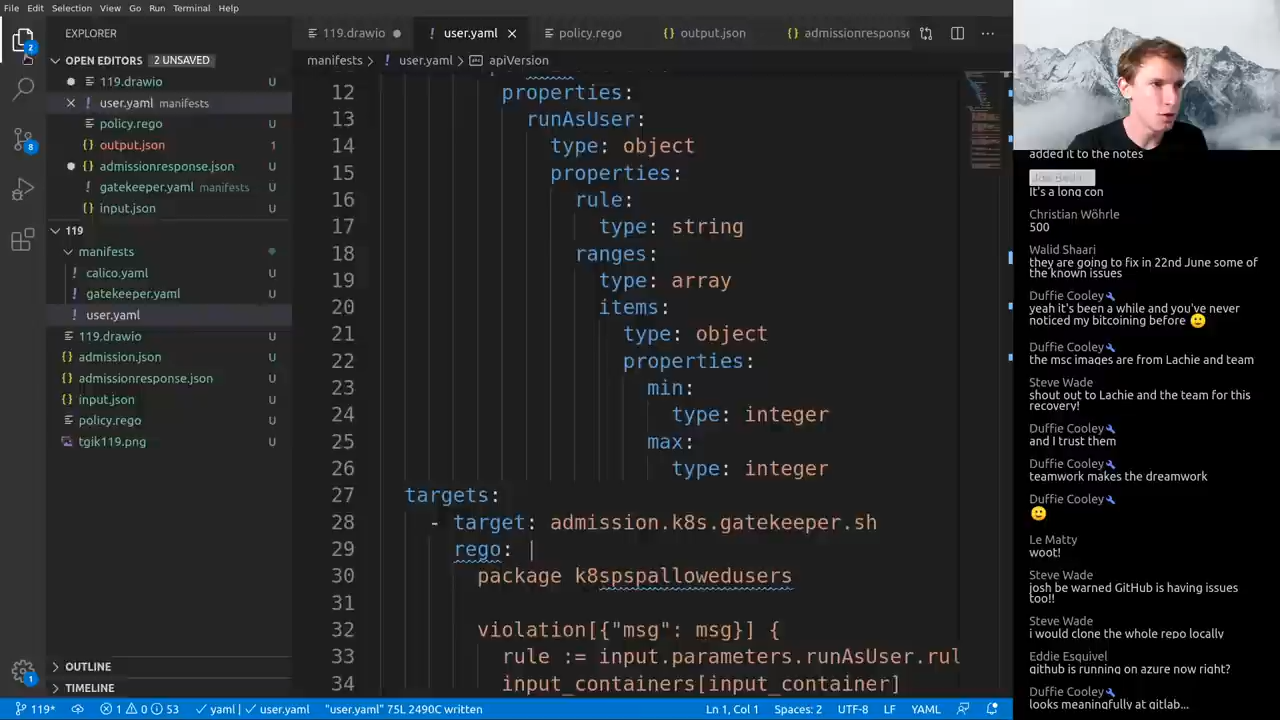 File Edit Selection View Go Run Terminal Help
EXPLORER
OPEN EDITORS 2 UNSAVED
119.drawio U
user.yaml manifests U
policy.rego U
output.json 1
admissionresponse.json U
gatekeeper.yaml manifests U
input.json U
119
manifests
calico.yaml U
gatekeeper.yaml U
user.yaml U
119.drawio U
admission.json U
admissionresponse.json U
input.json U
policy.rego U
tgik119.png U
OUTLINE
TIMELINE
2
8
1
119.drawio
user.yaml
policy.rego
output.json
admissionresponse
manifests > user.yaml > apiVersion
12 properties:
13 runAsUser:
14 type: object
15 properties:
16 rule:
17 type: string
18 ranges:
19 type: array
20 items:
21 type: object
22 properties:
23 min:
24 type: integer
25 max:
26 type: integer
27 targets:
28 - target: admission.k8s.gatekeeper.sh
29 rego: |
30 package k8spspallowedusers
31
32 violation[{"msg": msg}] {
33 rule := input.parameters.runAsUser.rul
34 input_containers[input_container]
119* 1 0 53 yaml | user.yaml "user.yaml" 75L 2490C written Ln 1, Col 1 Spaces: 2 UTF-8 LF YAML
added it to the notes
It's a long con
Christian Wöhrle
500
Walid Shaari
they are going to fix in 22nd June some of
the known issues
Duffie Cooley
yeah it's been a while and you've never
noticed my bitcoining before 🙂
Duffie Cooley
the msc images are from Lachie and team
Steve Wade
shout out to Lachie and the team for this
recovery!
Duffie Cooley
and I trust them
Duffie Cooley
teamwork makes the dreamwork
Duffie Cooley
🙂
Le Matty
woot!
Steve Wade
josh be warned GitHub is having issues
too!!
Steve Wade
i would clone the whole repo locally
Eddie Esquivel
github is running on azure now right?
Duffie Cooley
looks meaningfully at gitlab...